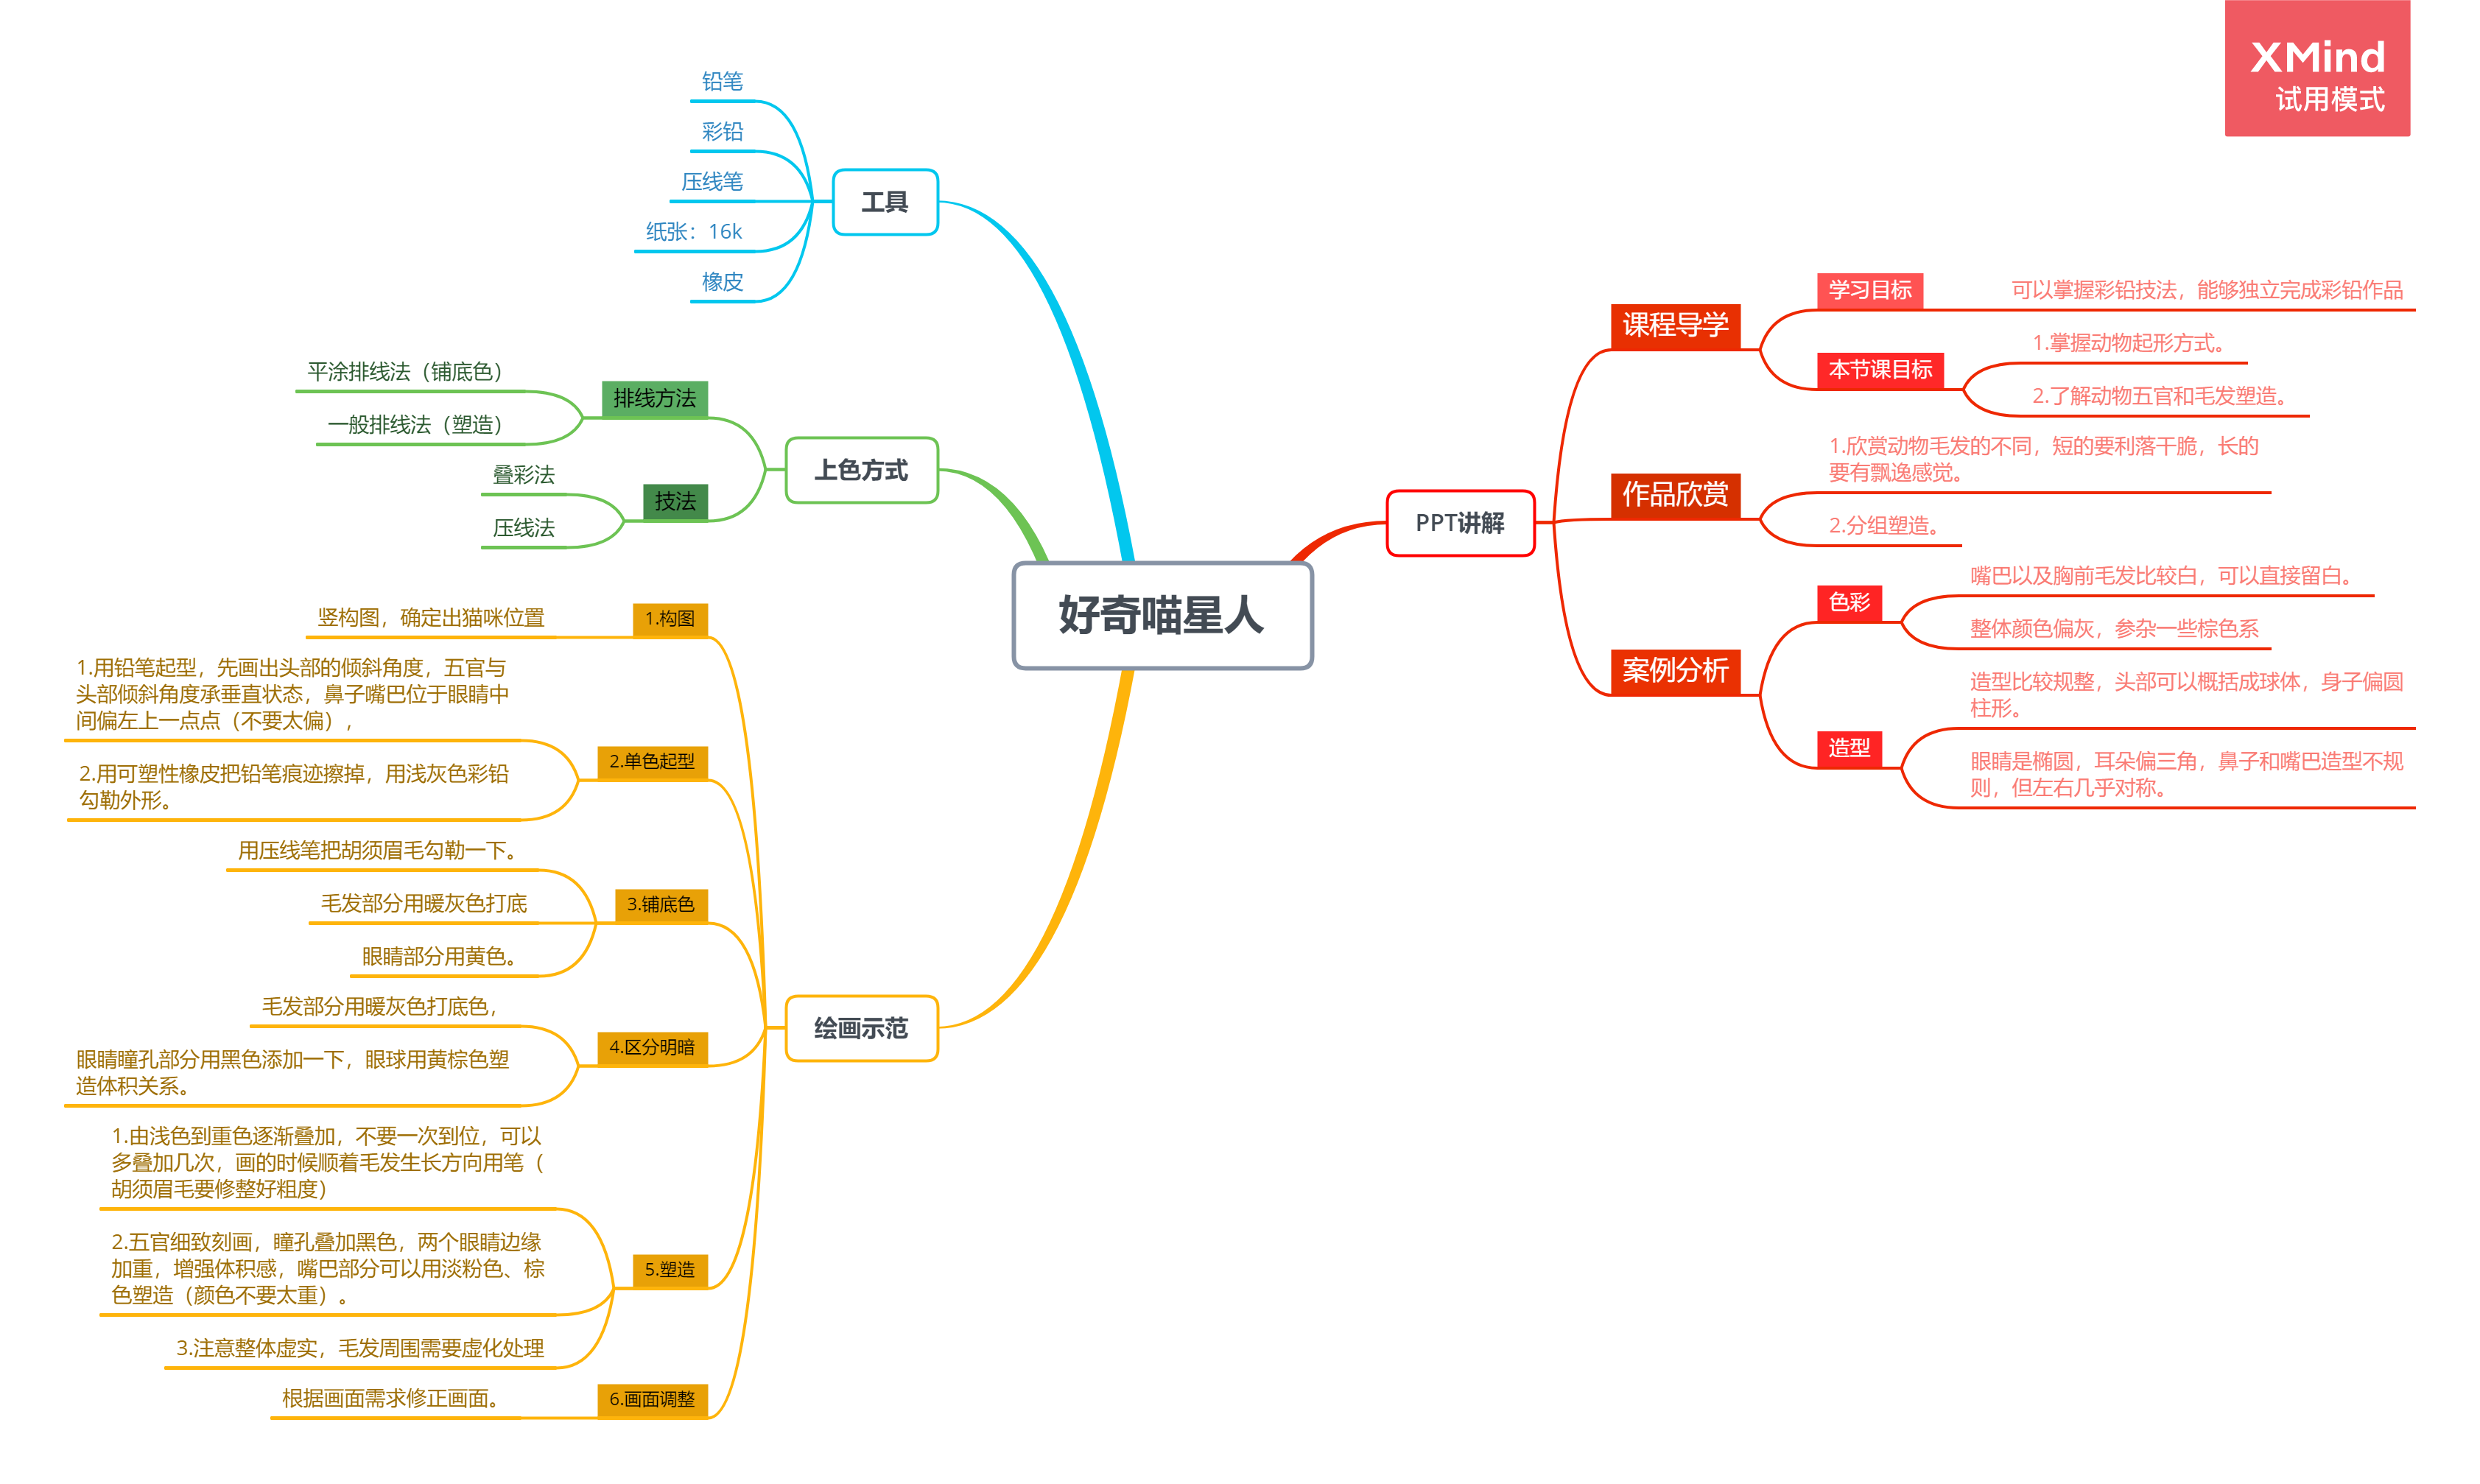 XMind
试用模式
好奇喵星人
PPT讲解
课程导学
学习目标
可以掌握彩铅技法，能够独立完成彩铅作品
本节课目标
1.掌握动物起形方式。
2.了解动物五官和毛发塑造。
作品欣赏
1.欣赏动物毛发的不同，短的要利落干脆，长的
要有飘逸感觉。
2.分组塑造。
案例分析
色彩
嘴巴以及胸前毛发比较白，可以直接留白。
整体颜色偏灰，参杂一些棕色系
造型
造型比较规整，头部可以概括成球体，身子偏圆
柱形。
眼睛是椭圆，耳朵偏三角，鼻子和嘴巴造型不规
则，但左右几乎对称。
工具
铅笔
彩铅
压线笔
纸张：16k
橡皮
上色方式
排线方法
平涂排线法（铺底色）
一般排线法（塑造）
技法
叠彩法
压线法
绘画示范
1.构图
竖构图，确定出猫咪位置
2.单色起型
1.用铅笔起型，先画出头部的倾斜角度，五官与
头部倾斜角度承垂直状态，鼻子嘴巴位于眼睛中
间偏左上一点点（不要太偏），
2.用可塑性橡皮把铅笔痕迹擦掉，用浅灰色彩铅
勾勒外形。
3.铺底色
用压线笔把胡须眉毛勾勒一下。
毛发部分用暖灰色打底
眼睛部分用黄色。
4.区分明暗
毛发部分用暖灰色打底色，
眼睛瞳孔部分用黑色添加一下，眼球用黄棕色塑
造体积关系。
5.塑造
1.由浅色到重色逐渐叠加，不要一次到位，可以
多叠加几次，画的时候顺着毛发生长方向用笔（
胡须眉毛要修整好粗度）
2.五官细致刻画，瞳孔叠加黑色，两个眼睛边缘
加重，增强体积感，嘴巴部分可以用淡粉色、棕
色塑造（颜色不要太重）。
3.注意整体虚实，毛发周围需要虚化处理
6.画面调整
根据画面需求修正画面。